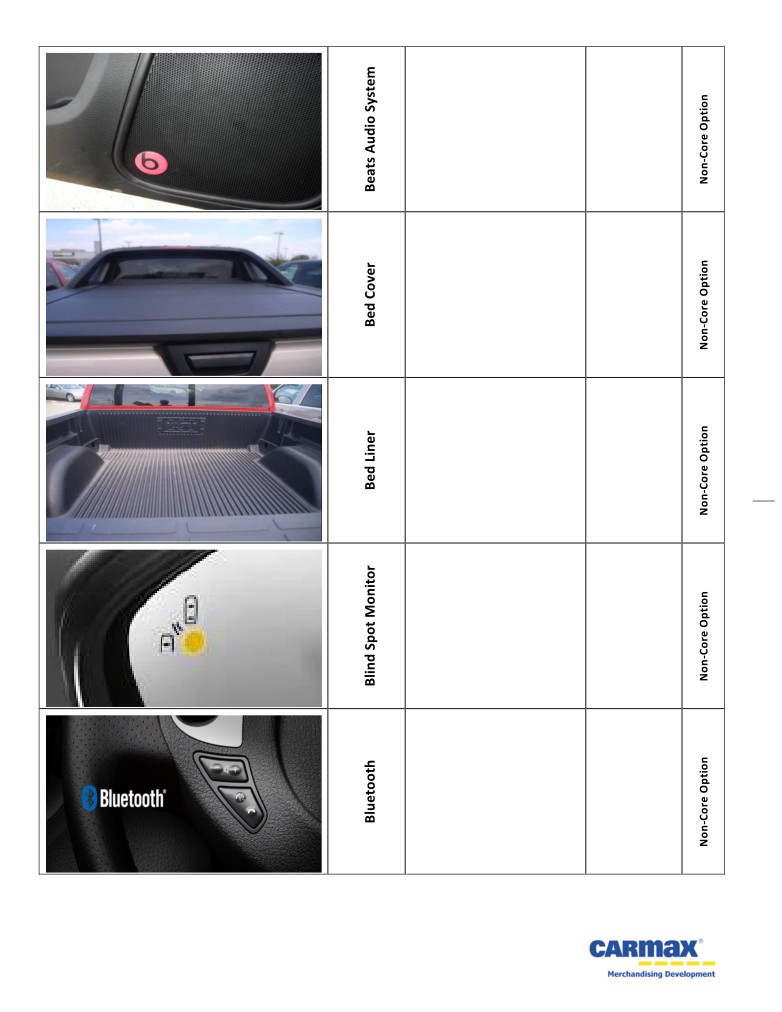 Beats Audio System
Non-Core Option
Bed Cover
Non-Core Option
Bed Liner
Non-Core Option
Blind Spot Monitor
Non-Core Option
Bluetooth®
Bluetooth
Non-Core Option
CARMAX®
Merchandising Development